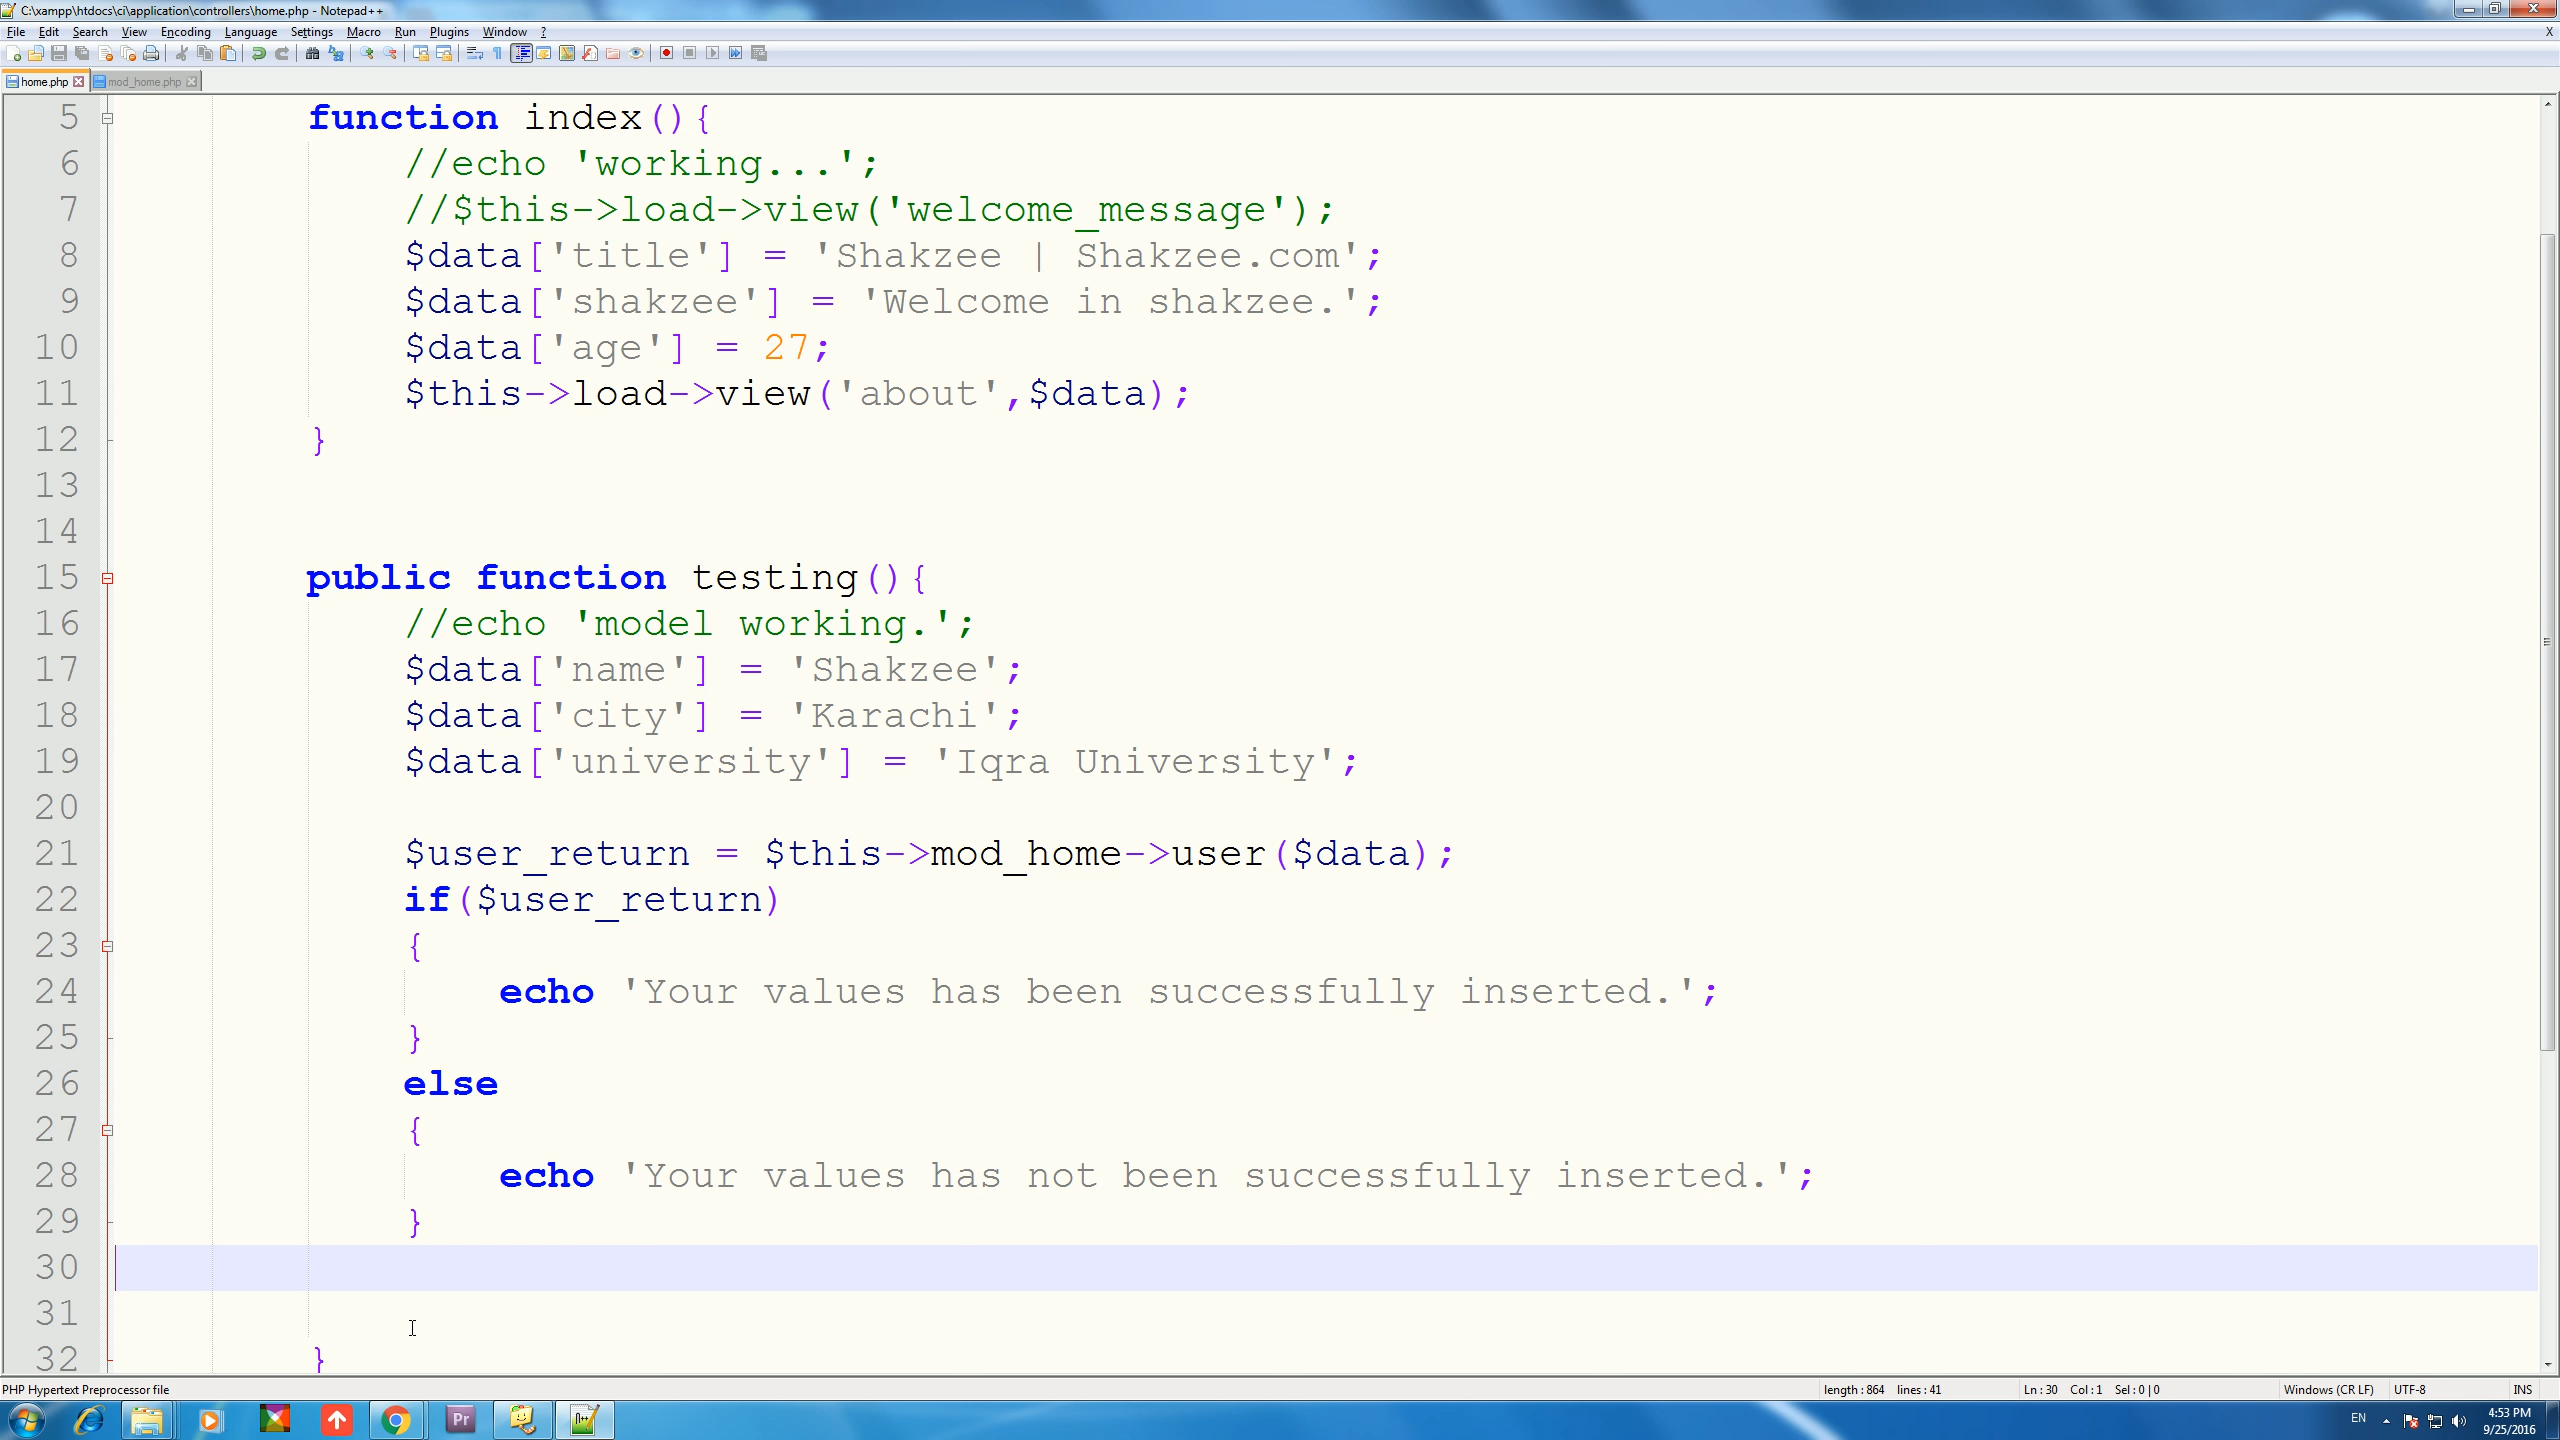 C:\xampp\htdocs\ci\application\controllers\home.php - Notepad++
File Edit Search View Encoding Language Settings Macro Run Plugins Window ? X
home.php mod_home.php
5 function index(){
6 //echo 'working...';
7 //$this->load->view('welcome_message');
8 $data['title'] = 'Shakzee | Shakzee.com';
9 $data['shakzee'] = 'Welcome in shakzee.';
10 $data['age'] = 27;
11 $this->load->view('about',$data);
12 }
13
14
15 public function testing(){
16 //echo 'model working.';
17 $data['name'] = 'Shakzee';
18 $data['city'] = 'Karachi';
19 $data['university'] = 'Iqra University';
20
21 $user_return = $this->mod_home->user($data);
22 if($user_return)
23 {
24 echo 'Your values has been successfully inserted.';
25 }
26 else
27 {
28 echo 'Your values has not been successfully inserted.';
29 }
30
31
32 }
PHP Hypertext Preprocessor file length : 864 lines : 41 Ln : 30 Col : 1 Sel : 0 | 0 Windows (CR LF) UTF-8 INS
Pr EN 4:53 PM
9/25/2016